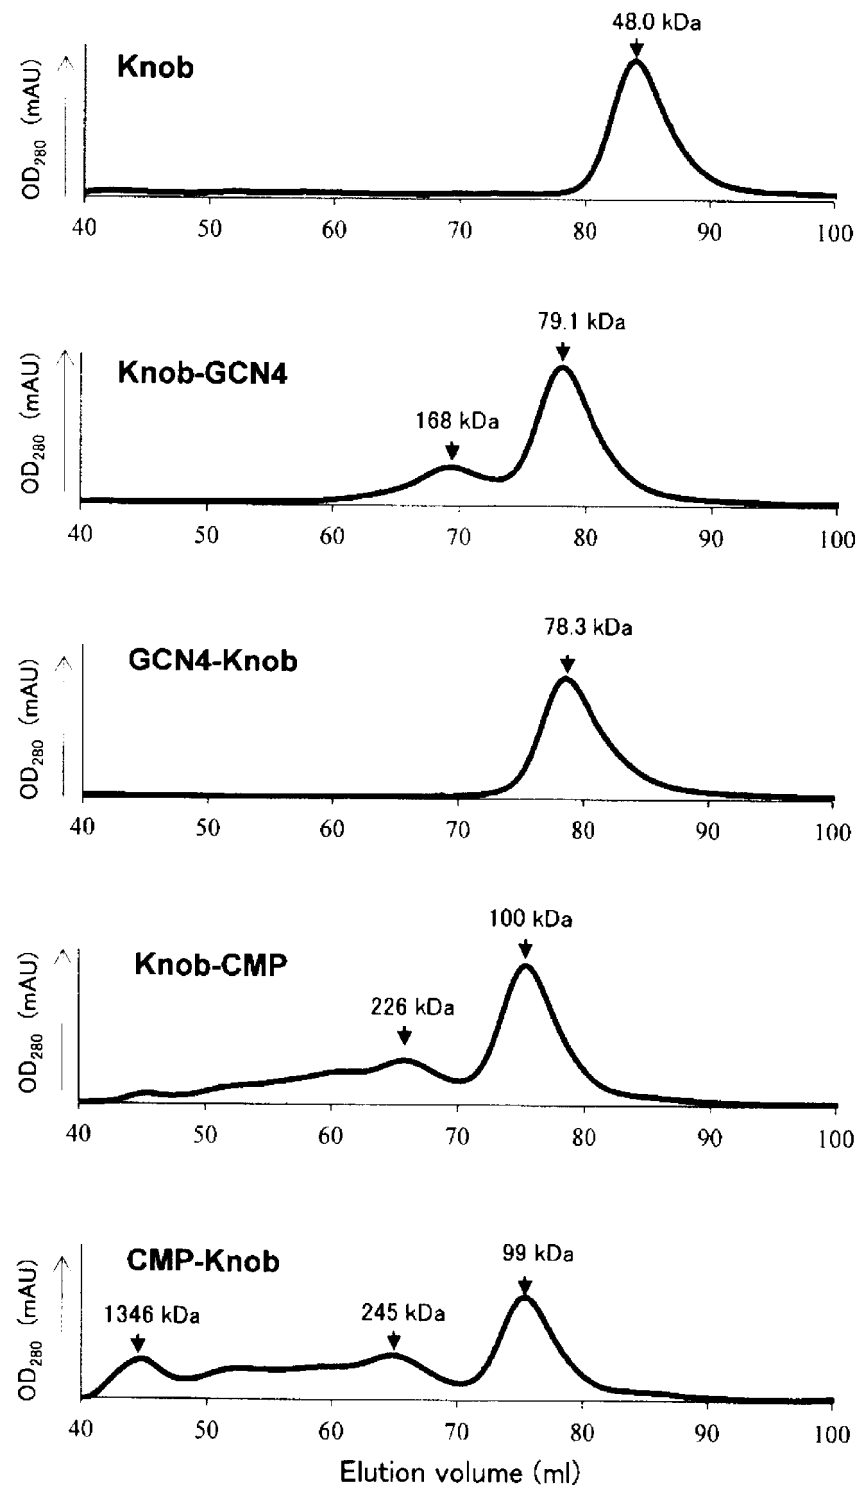 48.0 kDa
Knob
OD280 (mAU)
40 50 60 70 80 90 100
79.1 kDa
Knob-GCN4
168 kDa
OD280 (mAU)
40 50 60 70 80 90 100
78.3 kDa
GCN4-Knob
OD280 (mAU)
40 50 60 70 80 90 100
100 kDa
Knob-CMP
226 kDa
OD280 (mAU)
40 50 60 70 80 90 100
99 kDa
CMP-Knob
1346 kDa 245 kDa
OD280 (mAU)
40 50 60 70 80 90 100
Elution volume (ml)